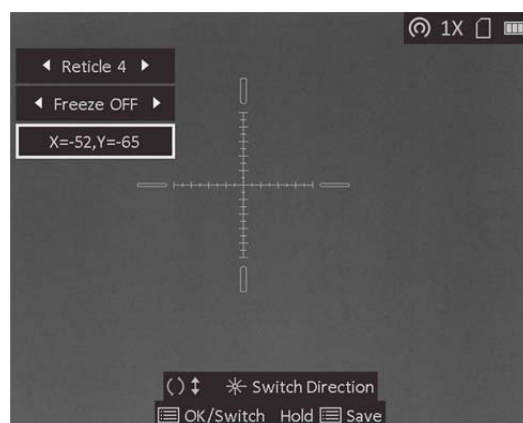 1X
Reticle 4
Freeze OFF
X=-52,Y=-65
Switch Direction
OK/Switch Hold Save